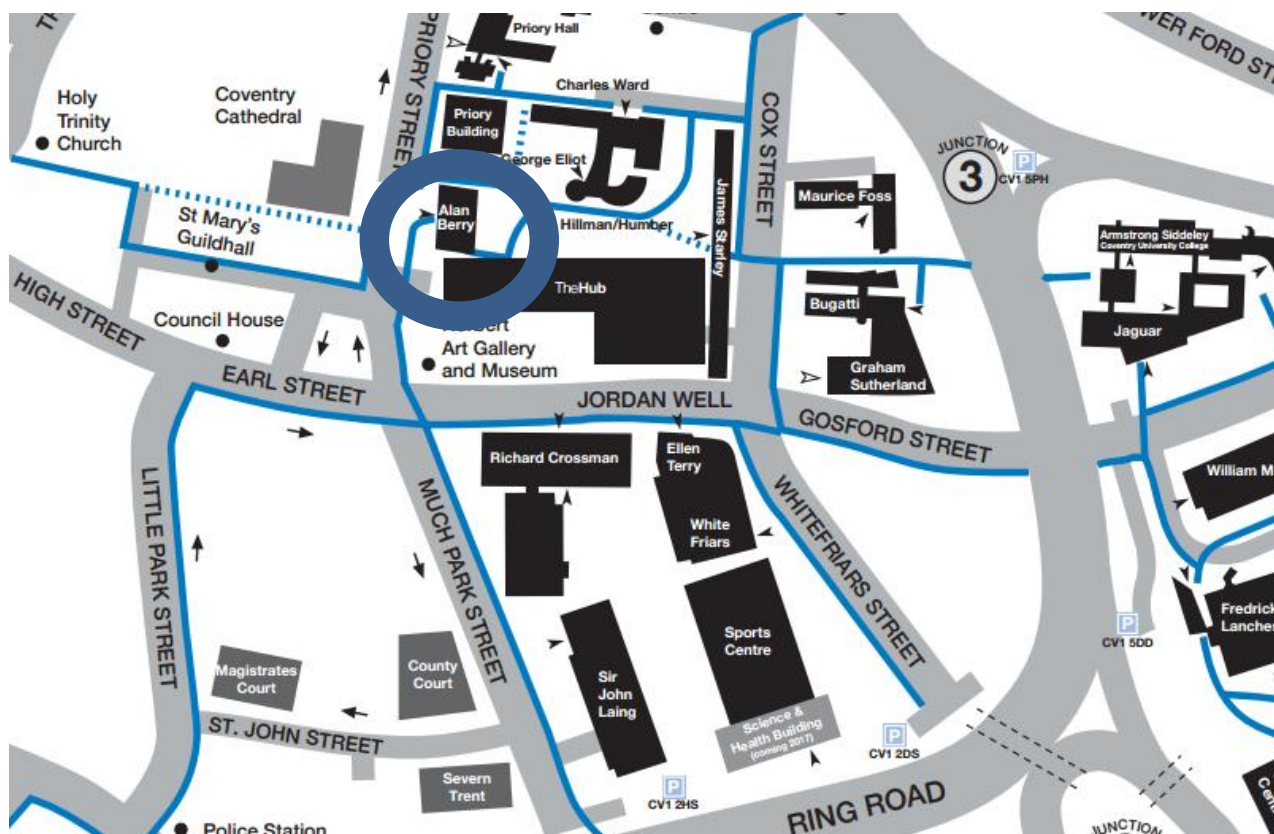 PRIORY STREET
Priory Hall
WER FORD ST
Charles Ward
Holy
Trinity
Church
Coventry
Cathedral
Priory
Building
COX STREET
JUNCTION
3
P
CV1 5PH
George Eliot
James Starley
Maurice Foss
Alan
Berry
St Mary's
Guildhall
Hillman/Humber
Armstrong Siddeley
Coventry University College
HIGH STREET
TheHub
Bugatti
Council House
Jaguar
Art Gallery
and Museum
Graham
Sutherland
EARL STREET
JORDAN WELL
GOSFORD STREET
Richard Crossman
Ellen
Terry
William M
LITTLE PARK STREET
MUCH PARK STREET
WHITEFRIARS STREET
White
Friars
Fredrick
Lanches
P
CV1 5DD
Sports
Centre
Magistrates
Court
County
Court
Sir
John
Laing
ST. JOHN STREET
Science &
Health Building
(coming 2017)
P
CV1 2DS
Severn
Trent
P
CV1 2HS
RING ROAD
Police Station
JUNCTION